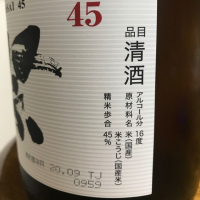 45
45
品目
清酒
アルコール分 16度
原材料名 米(国産)
米こうじ(国産米)
精米歩合 45%
20.09 TJ
0959